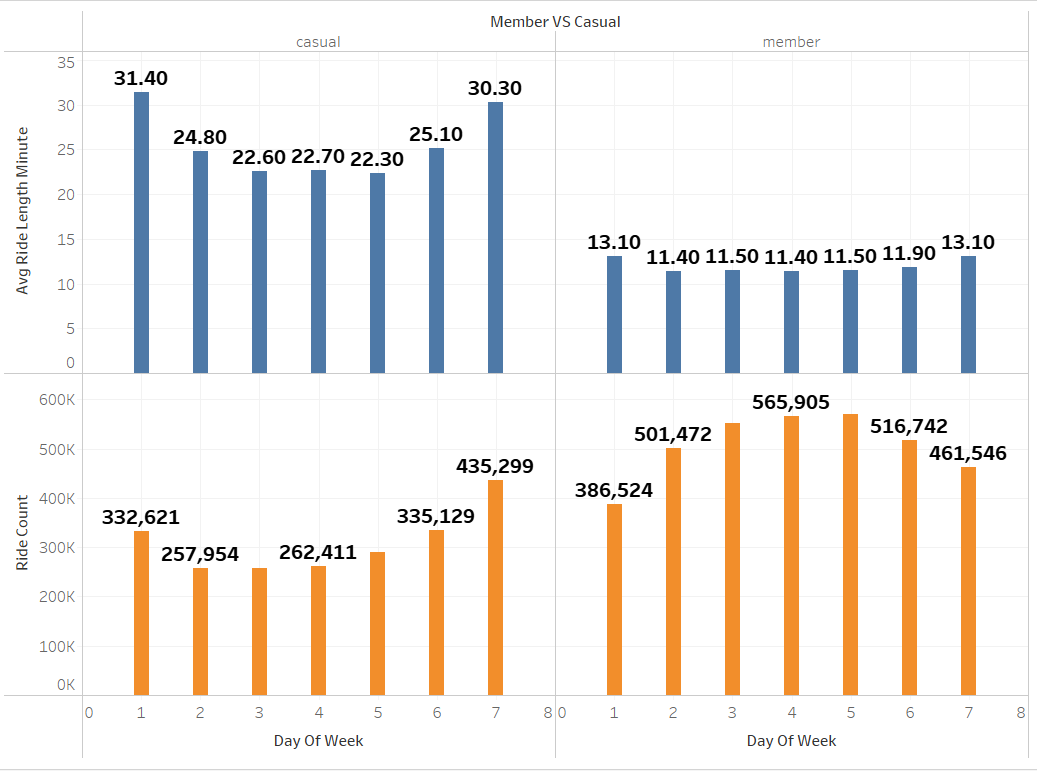 Member VS Casual
casual member
Avg Ride Length Minute
35
30
25
20
15
10
5
0
31.40
24.80
22.60
22.70
22.30
25.10
30.30
13.10
11.40
11.50
11.40
11.50
11.90
13.10
Ride Count
600K
500K
400K
300K
200K
100K
0K
332,621
257,954
262,411
335,129
435,299
386,524
501,472
565,905
516,742
461,546
0 1 2 3 4 5 6 7 8 0 1 2 3 4 5 6 7 8
Day Of Week Day Of Week